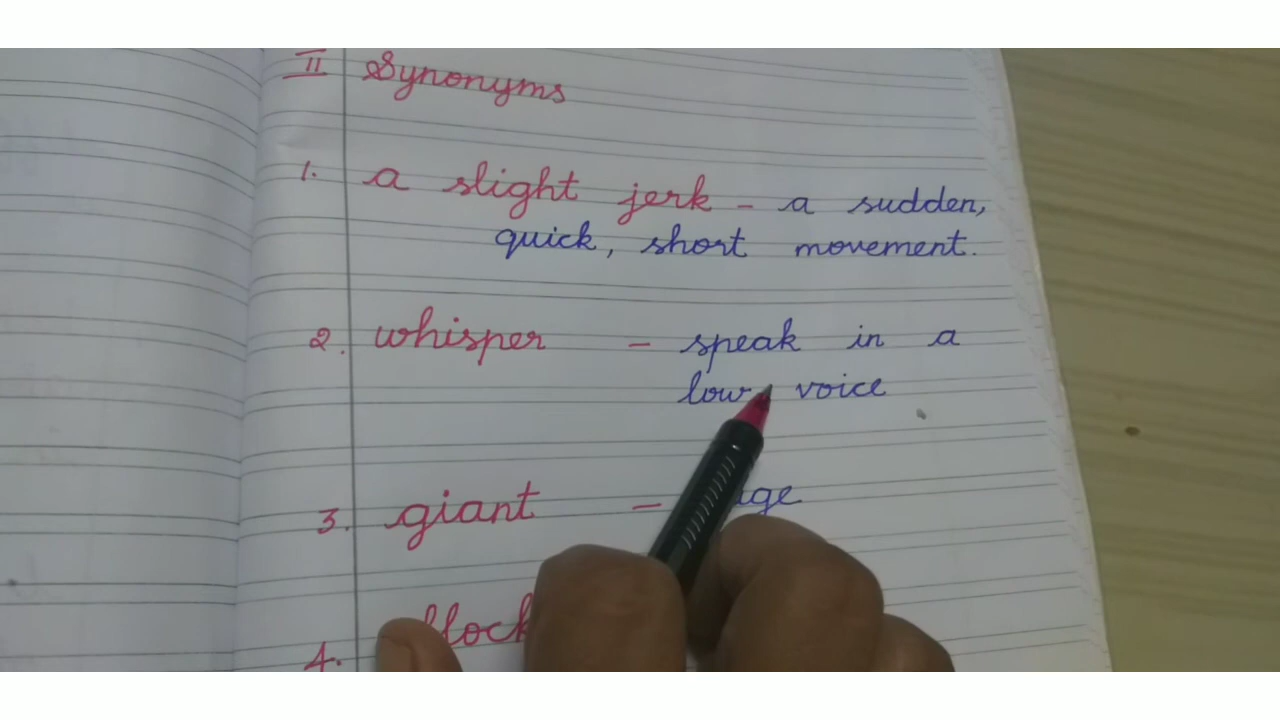 II Synonyms
1. a slight jerk - a sudden,
quick, short movement.
2. whisper - speak in a
low voice
3. giant -
4.